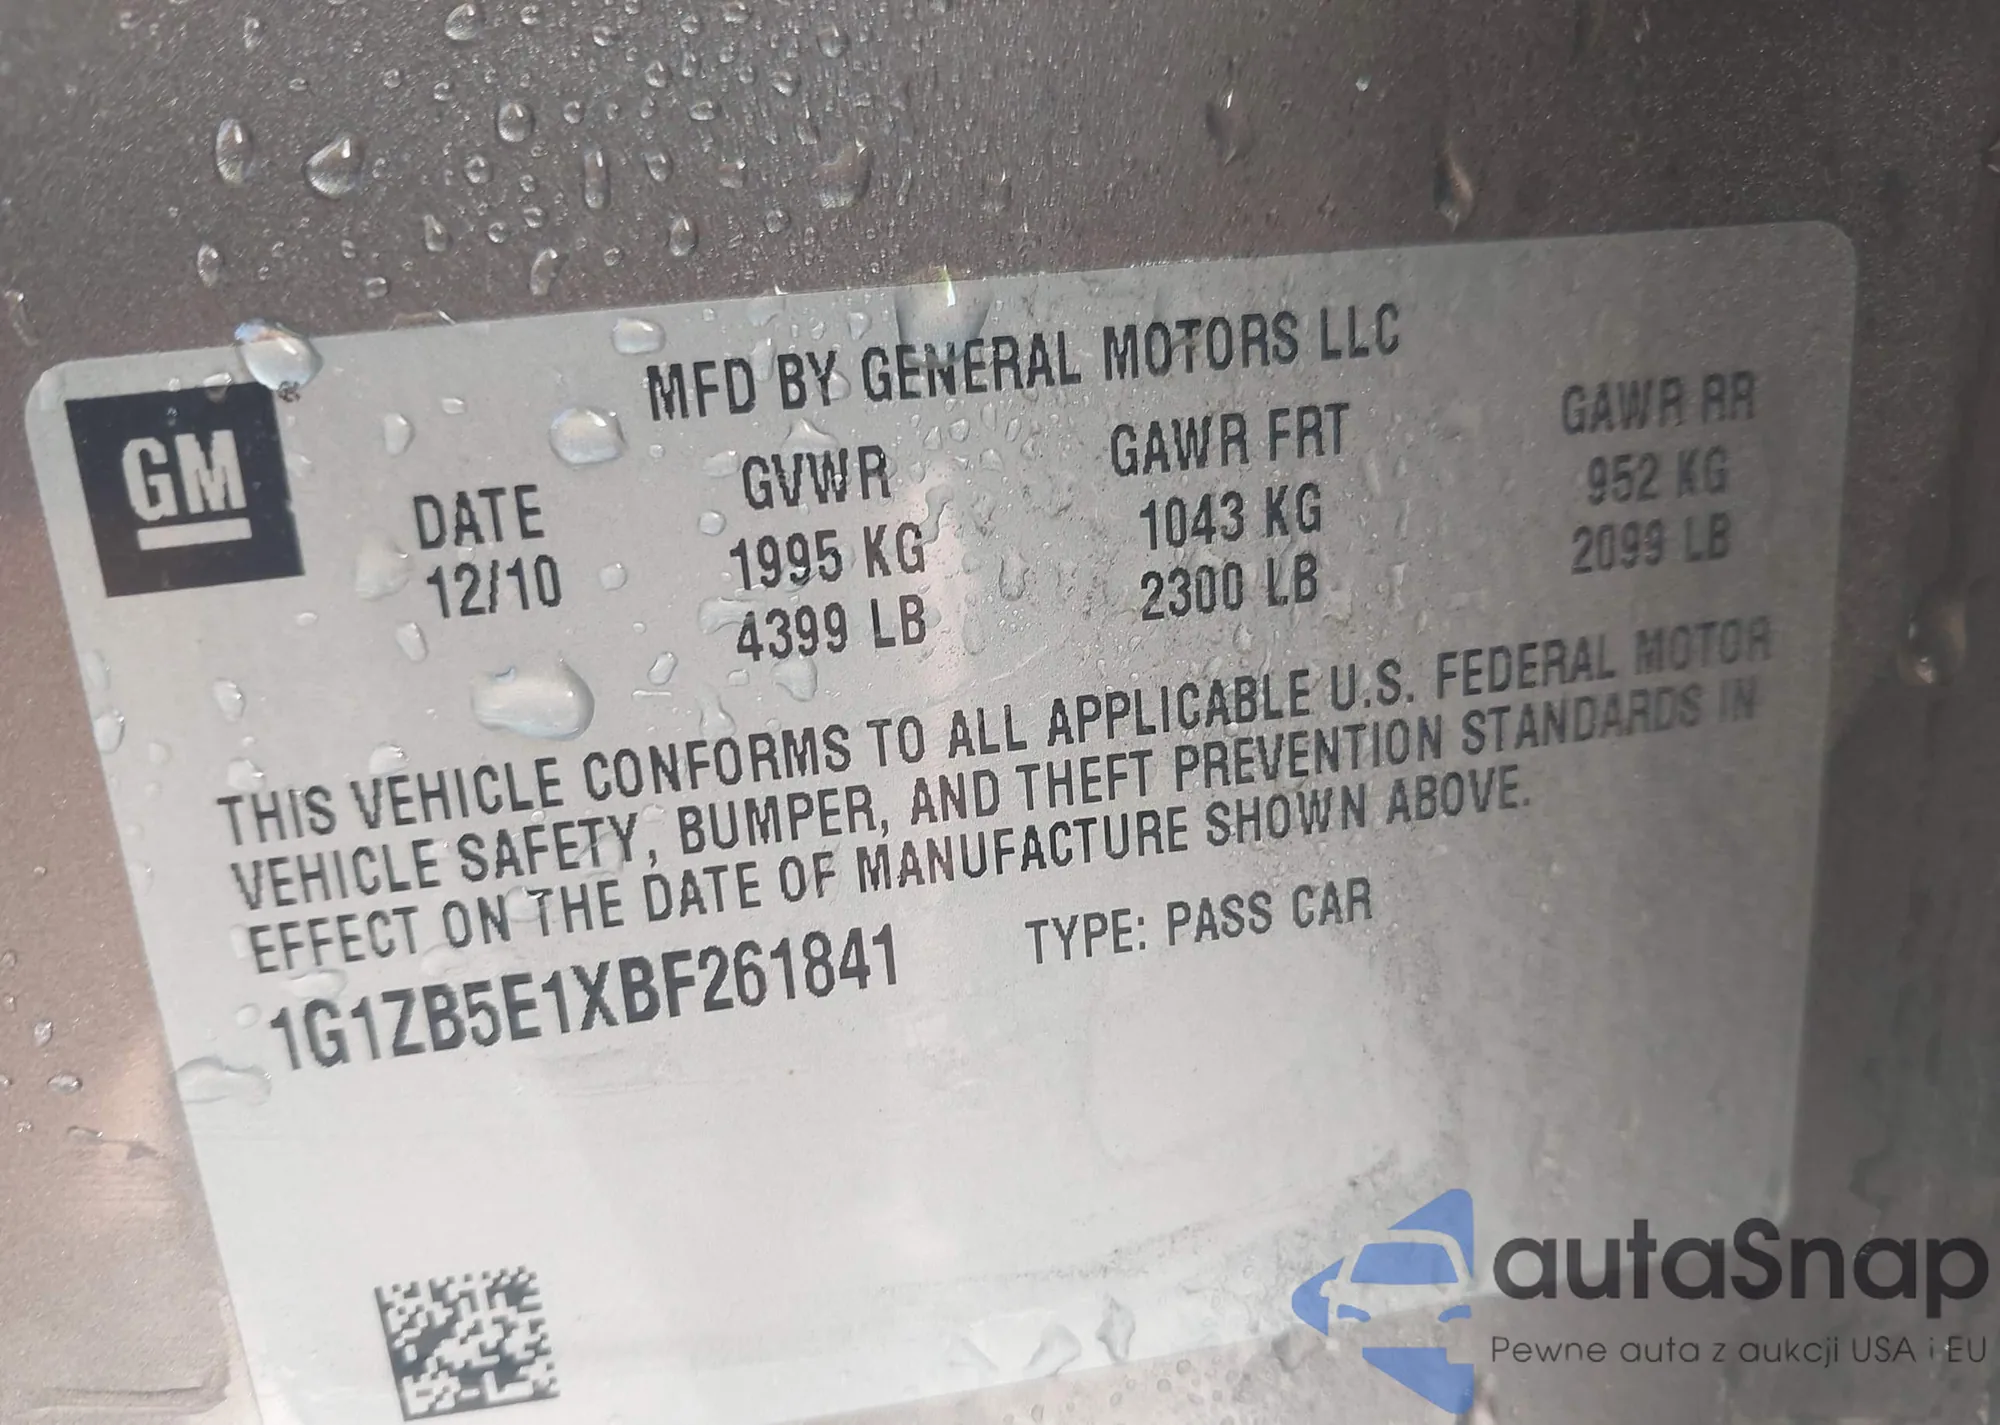 MFD BY GENERAL MOTORS LLC
GM
DATE GVWR GAWR FRT GAWR RR
12/10 1995 KG 1043 KG 952 KG
4399 LB 2300 LB 2099 LB
THIS VEHICLE CONFORMS TO ALL APPLICABLE U.S. FEDERAL MOTOR
VEHICLE SAFETY, BUMPER, AND THEFT PREVENTION STANDARDS IN
EFFECT ON THE DATE OF MANUFACTURE SHOWN ABOVE.
1G1ZB5E1XBF261841 TYPE: PASS CAR
autaSnap
Pewne auta z aukcji USA i EU